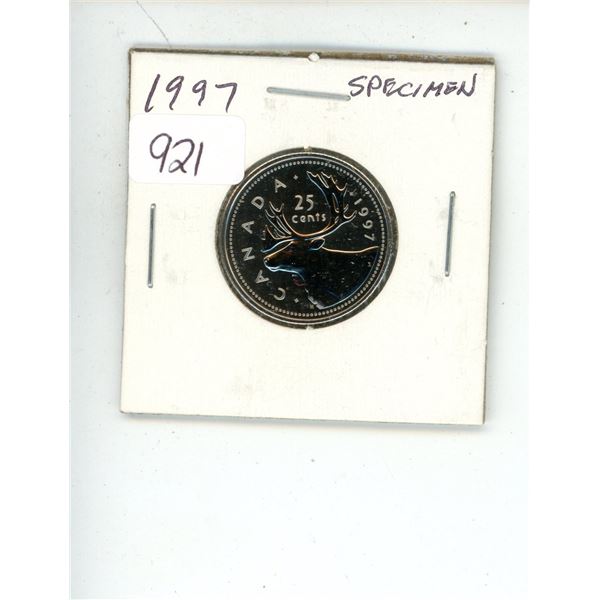 1997
SPECIMEN
921
CANADA
25
cents
1997